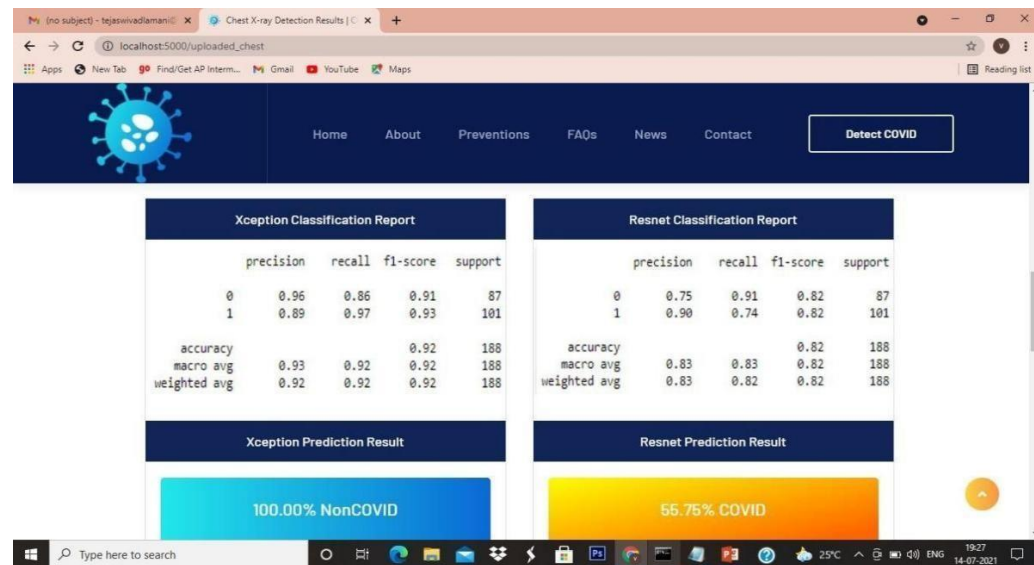 (no subject) - tejaswivadlamani
Chest X-ray Detection Results | C
localhost:5000/uploaded_chest
Apps New Tab Find/Get AP Interm... Gmail YouTube Maps Reading list
Home About Preventions FAQs News Contact Detect COVID
Xception Classification Report
precision recall f1-score support
0 0.96 0.86 0.91 87
1 0.89 0.97 0.93 101
accuracy 0.92 188
macro avg 0.93 0.92 0.92 188
weighted avg 0.92 0.92 0.92 188
Resnet Classification Report
precision recall f1-score support
0 0.75 0.91 0.82 87
1 0.90 0.74 0.82 101
accuracy 0.82 188
macro avg 0.83 0.83 0.82 188
weighted avg 0.83 0.82 0.82 188
Xception Prediction Result
100.00% NonCOVID
Resnet Prediction Result
55.75% COVID
Type here to search
Ps
25°C
ENG
19:27
14-07-2021